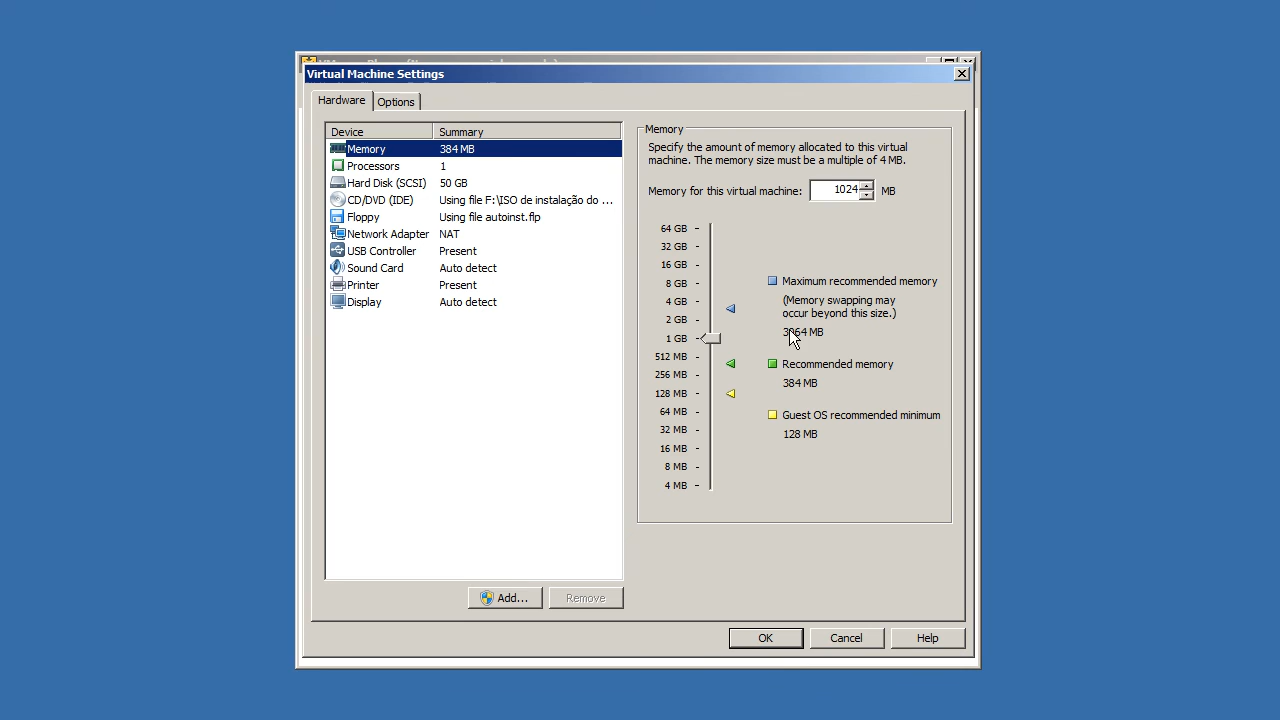 Virtual Machine Settings
Hardware Options
Device Summary
Memory 384 MB
Processors 1
Hard Disk (SCSI) 50 GB
CD/DVD (IDE) Using file F:\ISO de instalação do ...
Floppy Using file autoinst.flp
Network Adapter NAT
USB Controller Present
Sound Card Auto detect
Printer Present
Display Auto detect
Add...
Remove
Memory
Specify the amount of memory allocated to this virtual
machine. The memory size must be a multiple of 4 MB.
Memory for this virtual machine: 1024 MB
64 GB
32 GB
16 GB
8 GB
4 GB
2 GB
1 GB
512 MB
256 MB
128 MB
64 MB
32 MB
16 MB
8 MB
4 MB
Maximum recommended memory
(Memory swapping may
occur beyond this size.)
MB
Recommended memory
384 MB
Guest OS recommended minimum
128 MB
OK
Cancel
Help